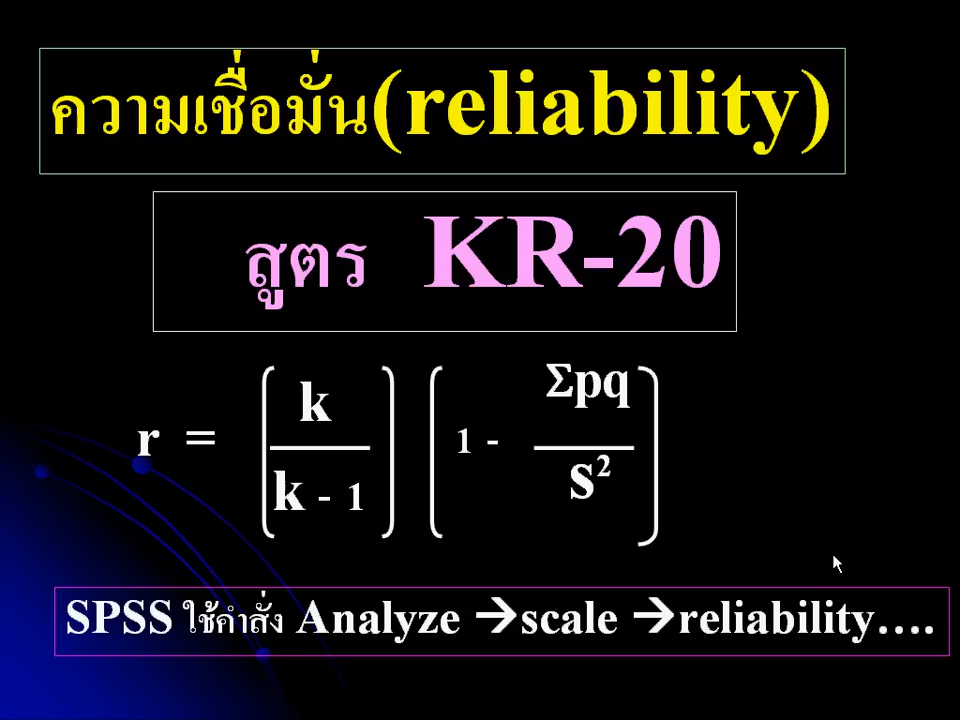 ความเชื่อมั่น(reliability)
สูตร KR-20
r = (k / k - 1) (1 - Σpq / S²)
SPSS ใช้คำสั่ง Analyze →scale →reliability….